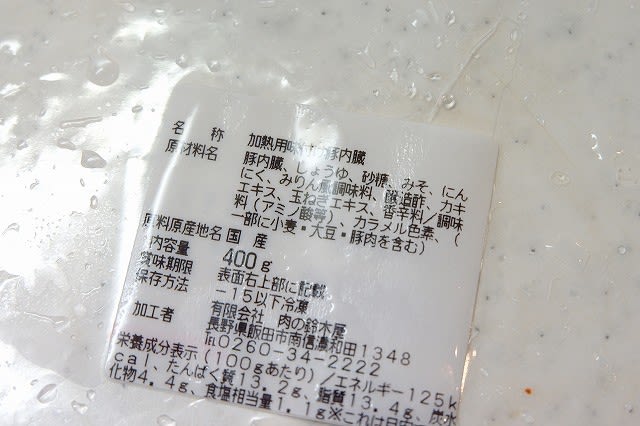 名 称 加熱用味付け豚内臓
原材料名 豚内臓、しょうゆ、砂糖、みそ、にん
にく、みりん風調味料、醸造酢、カキ
エキス、玉ねぎエキス、香辛料/調味
料(アミノ酸等)、カラメル色素、(
一部に小麦・大豆・豚肉を含む)
原料原産地名 国産
内容量 400g
賞味期限 表面右上部に記載
保存方法 -15以下冷凍
加工者 有限会社 肉の鈴木屋
長野県飯田市南信濃和田1348
℡0260-34-2222
栄養成分表示(100gあたり)/エネルギー125k
cal、たんぱく質13.2g、脂質13.4g、炭水
化物4.4g、食塩相当量1.1g※これは